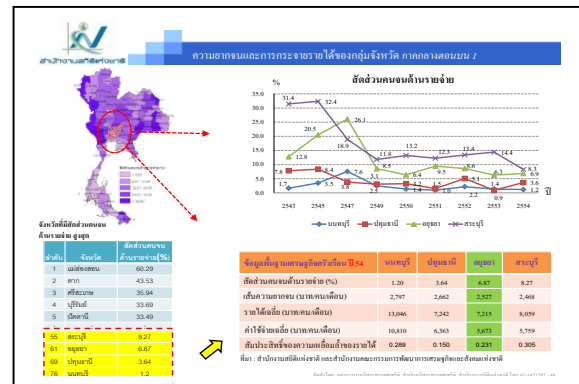 สำนักงานสถิติแห่งชาติ
ความยากจนและการกระจายรายได้ของกลุ่มจังหวัด ภาคกลางตอนบน 1
สัดส่วนคนจนด้านรายจ่าย
%
35.0
30.0
25.0
20.0
15.0
10.0
5.0
0.0
31.4 32.4 18.9 11.8 13.2 12.3 13.4 14.4 8.3
12.8 20.5 26.1 8.5 6.4 9.5 8.6 6.3 6.9
7.8 8.4 3.8 3.1 5.1 1.4 3.6
1.7 3.5 7.6 2.2 0.9 1.2
2543 2545 2547 2549 2550 2551 2552 2553 2554 ปี
นนทบุรี ปทุมธานี อยุธยา สระบุรี
จังหวัดที่มีสัดส่วนคนจน
ด้านรายจ่าย สูงสุด
ลำดับ จังหวัด สัดส่วนคนจนด้านรายจ่าย(%)
1 แม่ฮ่องสอน 60.29
2 ตาก 43.53
3 ศรีสะเกษ 35.94
4 บุรีรัมย์ 33.69
5 ปัตตานี 33.49
55 สระบุรี 8.27
61 อยุธยา 6.87
69 ปทุมธานี 3.64
76 นนทบุรี 1.2
ข้อมูลพื้นฐานเศรษฐกิจครัวเรือน ปี 54 นนทบุรี ปทุมธานี อยุธยา สระบุรี
สัดส่วนคนจนด้านรายจ่าย (%) 1.20 3.64 6.87 8.27
เส้นความยากจน (บาท/คน/เดือน) 2,797 2,662 2,527 2,468
รายได้เฉลี่ย (บาท/คน/เดือน) 13,046 7,242 7,215 8,059
ค่าใช้จ่ายเฉลี่ย (บาท/คน/เดือน) 10,810 6,363 5,673 5,759
สัมประสิทธิ์ของความเหลื่อมล้ำของรายได้ 0.289 0.150 0.231 0.305
ที่มา : สำนักงานสถิติแห่งชาติ และสำนักงานคณะกรรมการพัฒนาการเศรษฐกิจและสังคมแห่งชาติ